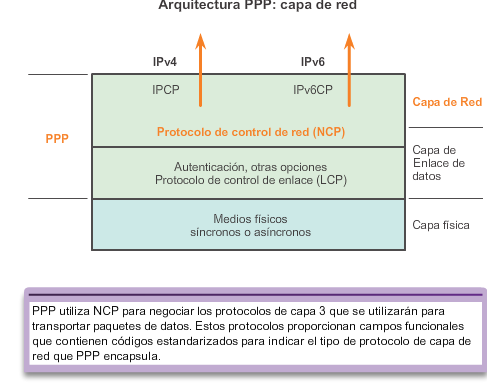 Arquitectura PPP: capa de red
IPv4 IPv6
IPCP IPv6CP
Capa de Red
PPP
Protocolo de control de red (NCP)
Autenticación, otras opciones
Protocolo de control de enlace (LCP)
Capa de
Enlace de
datos
Medios físicos
síncronos o asíncronos
Capa física
PPP utiliza NCP para negociar los protocolos de capa 3 que se utilizarán para
transportar paquetes de datos. Estos protocolos proporcionan campos funcionales
que contienen códigos estandarizados para indicar el tipo de protocolo de capa de
red que PPP encapsula.